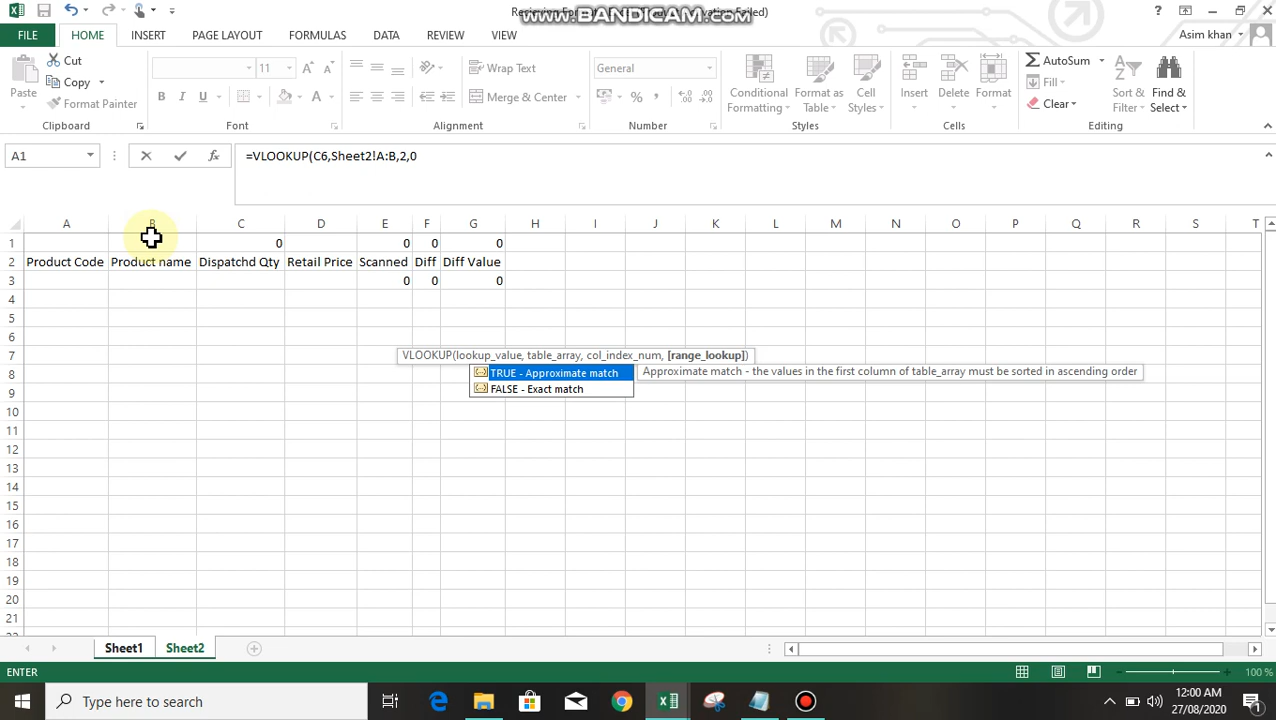 www.BANDICAM.com
FILE HOME INSERT PAGE LAYOUT FORMULAS DATA REVIEW VIEW Asim khan
Cut
Copy
Format Painter
Paste
Clipboard
11
B I U A
Font
Wrap Text
Merge & Center
Alignment
General
%
Number
Conditional Formatting
Format as Table
Cell Styles
Styles
Insert Delete Format
Cells
AutoSum
Fill
Clear
Sort & Filter
Find & Select
Editing
A1 fx =VLOOKUP(C6,Sheet2!A:B,2,0
A B C D E F G H I J K L M N O P Q R S T
1 0 0 0 0
2 Product Code Product name Dispatchd Qty Retail Price Scanned Diff Diff Value
3 0 0 0
4
5
6
7 VLOOKUP(lookup_value, table_array, col_index_num, [range_lookup])
8 TRUE - Approximate match Approximate match - the values in the first column of table_array must be sorted in ascending order
9 FALSE - Exact match
10
11
12
13
14
15
16
17
18
19
20
21
Sheet1 Sheet2
ENTER 100 %
Type here to search
12:00 AM
27/08/2020
1